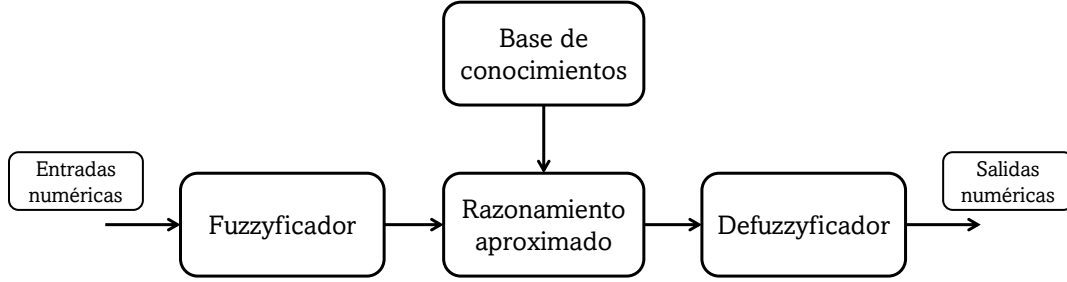 Base de
conocimientos
Entradas
numéricas
Fuzzyficador
Razonamiento
aproximado
Defuzzyficador
Salidas
numéricas